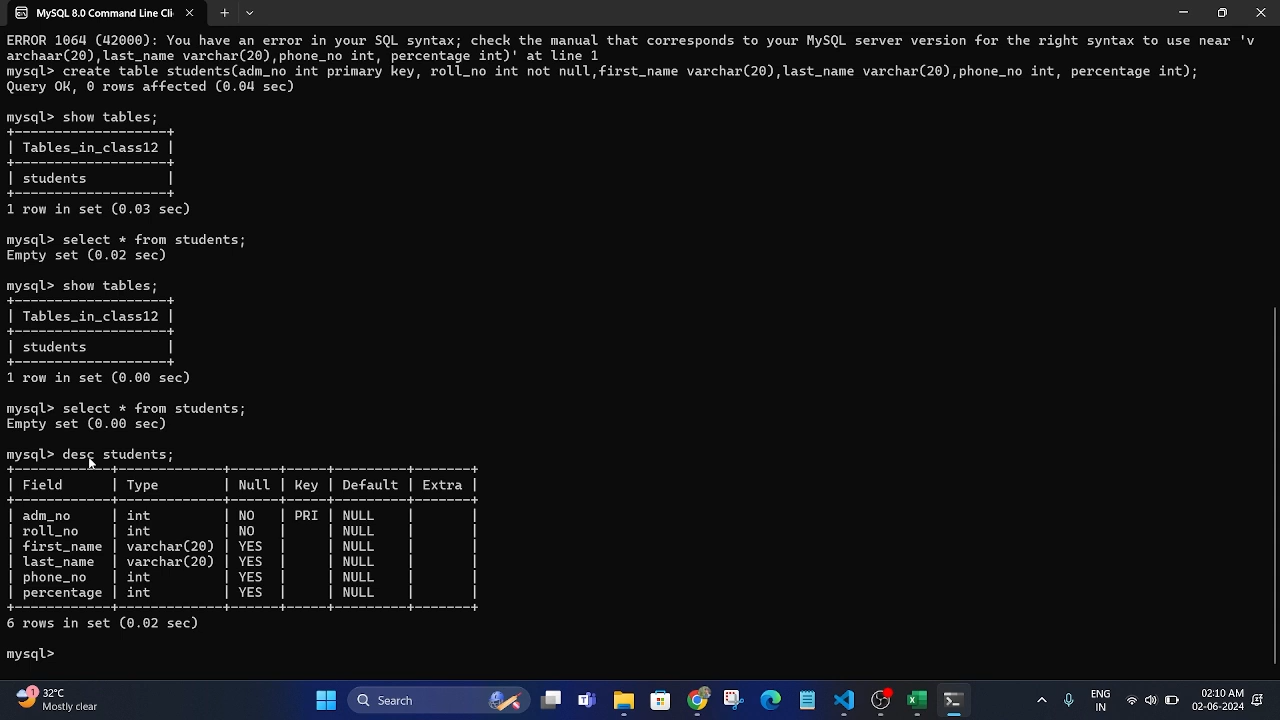 MySQL 8.0 Command Line Cli
ERROR 1064 (42000): You have an error in your SQL syntax; check the manual that corresponds to your MySQL server version for the right syntax to use near 'v
archaar(20),last_name varchar(20),phone_no int, percentage int)' at line 1
mysql> create table students(adm_no int primary key, roll_no int not null,first_name varchar(20),last_name varchar(20),phone_no int, percentage int);
Query OK, 0 rows affected (0.04 sec)
mysql> show tables;
+-------------------+
| Tables_in_class12 |
+-------------------+
| students          |
+-------------------+
1 row in set (0.03 sec)
mysql> select * from students;
Empty set (0.02 sec)
mysql> show tables;
+-------------------+
| Tables_in_class12 |
+-------------------+
| students          |
+-------------------+
1 row in set (0.00 sec)
mysql> select * from students;
Empty set (0.00 sec)
mysql> desc students;
+------------+-------------+------+-----+---------+-------+
| Field      | Type        | Null | Key | Default | Extra |
+------------+-------------+------+-----+---------+-------+
| adm_no     | int         | NO   | PRI | NULL    |       |
| roll_no    | int         | NO   |     | NULL    |       |
| first_name | varchar(20) | YES  |     | NULL    |       |
| last_name  | varchar(20) | YES  |     | NULL    |       |
| phone_no   | int         | YES  |     | NULL    |       |
| percentage | int         | YES  |     | NULL    |       |
+------------+-------------+------+-----+---------+-------+
6 rows in set (0.02 sec)
mysql>
1
32°C
Mostly clear
Search
ENG
IN
02:10 AM
02-06-2024